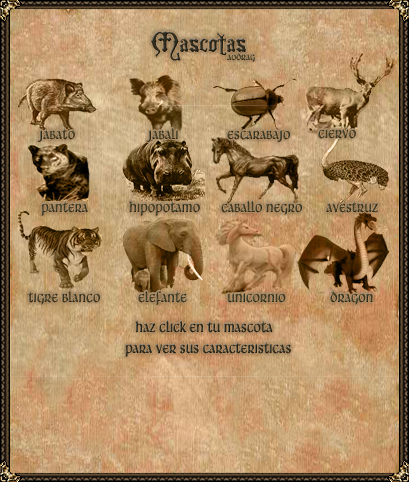 Mascotas
AVDRAG
JABATO JABALI ESCARABAJO CIERVO
PANTERA HIPOPOTAMO CABALLO NEGRO AVESTRUZ
TIGRE BLANCO ELEFANTE UNICORNIO DRAGON
haz click en tu mascota
para ver sus caracteristicas